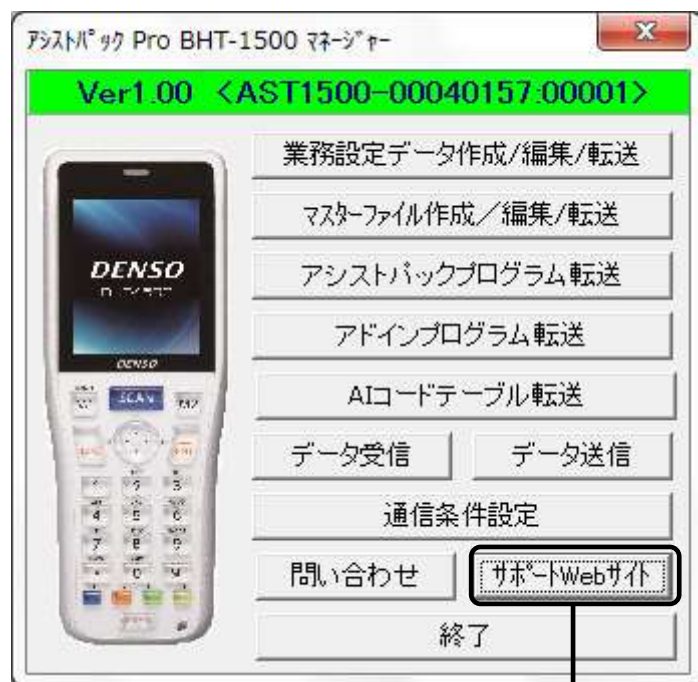 アシストパック Pro BHT-1500 マネージャー
Ver1.00 <AST1500-00040157:00001>
業務設定データ作成/編集/転送
マスターファイル作成／編集/転送
アシストパックプログラム転送
アドインプログラム転送
AIコードテーブル転送
データ受信
データ送信
通信条件設定
問い合わせ
サポートWebサイト
終了
DENSO
DENSO
SCAN